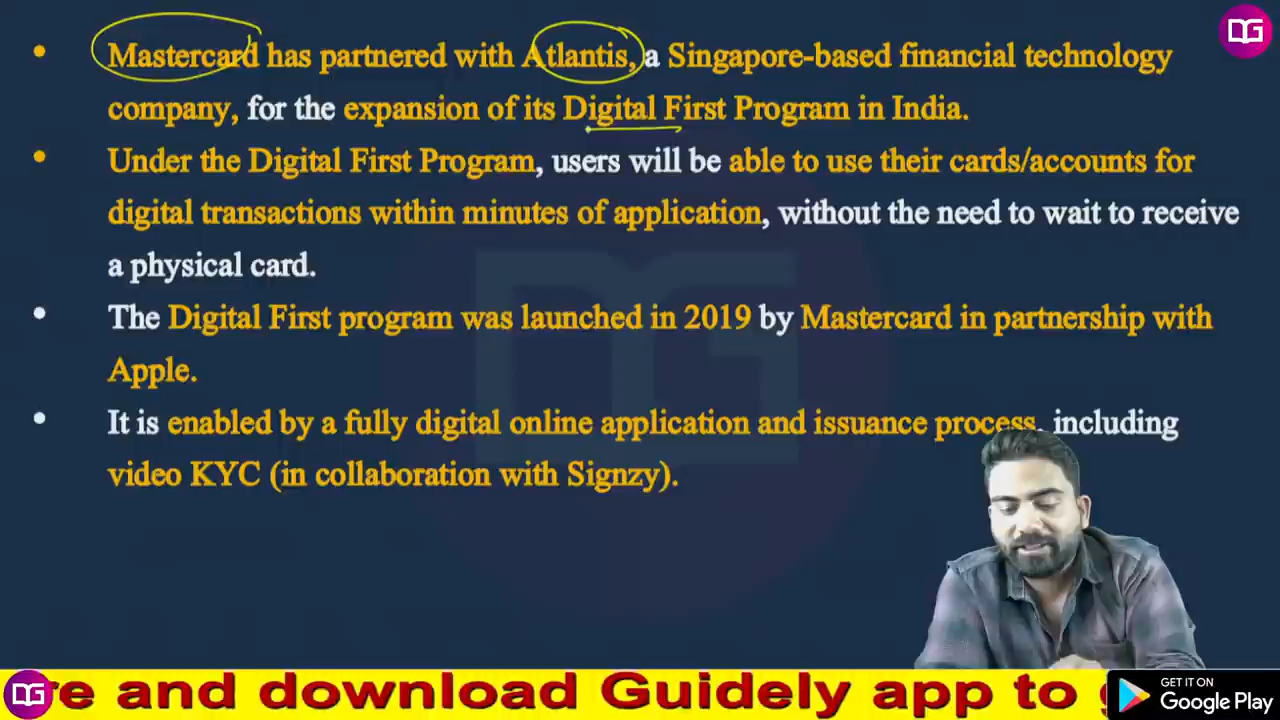 Mastercard has partnered with Atlantis, a Singapore-based financial technology
company, for the expansion of its Digital First Program in India.
Under the Digital First Program, users will be able to use their cards/accounts for
digital transactions within minutes of application, without the need to wait to receive
a physical card.
The Digital First program was launched in 2019 by Mastercard in partnership with
Apple.
It is enabled by a fully digital online application and issuance process, including
video KYC (in collaboration with Signzy).
DG
DG
e and download Guidely app to
GET IT ON
Google Play